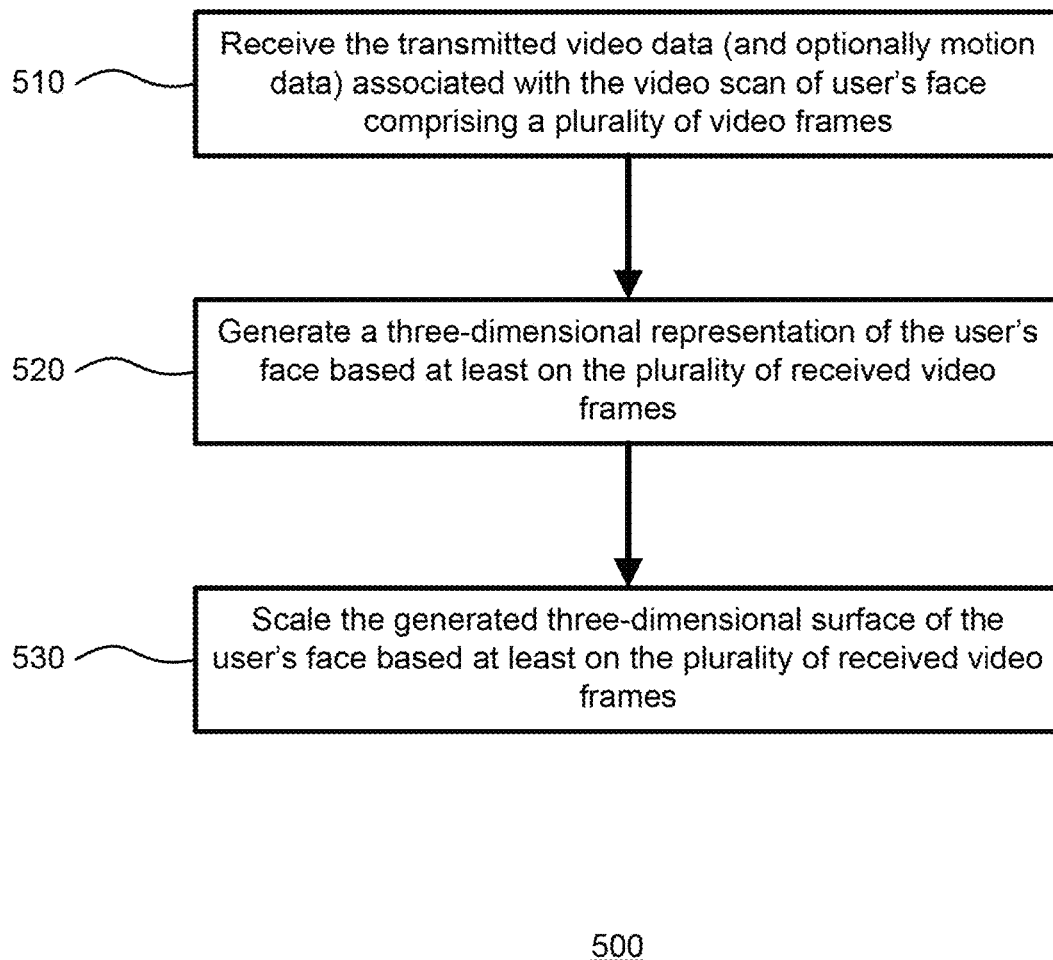 Receive the transmitted video data (and optionally motion
510
data) associated with the video scan of user's face
comprising a plurality of video frames
Generate a three-dimensional representation of the user's
520
face based at least on the plurality of received video
frames
Scale the generated three-dimensional surface of the
530
user's face based at least on the plurality of received video
frames
500